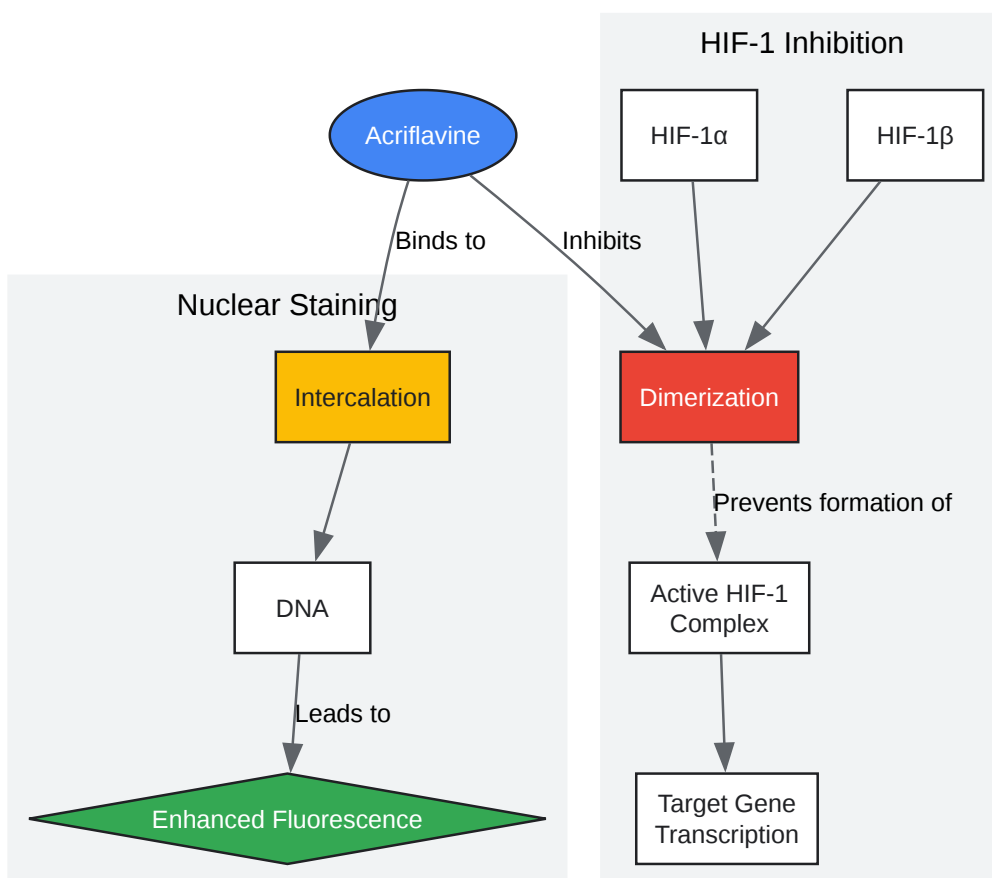 HIF-1 Inhibition
Acriflavine
HIF-1α
HIF-1β
Binds to
Inhibits
Nuclear Staining
Intercalation
Dimerization
Prevents formation of
DNA
Active HIF-1
Complex
Leads to
Enhanced Fluorescence
Target Gene
Transcription